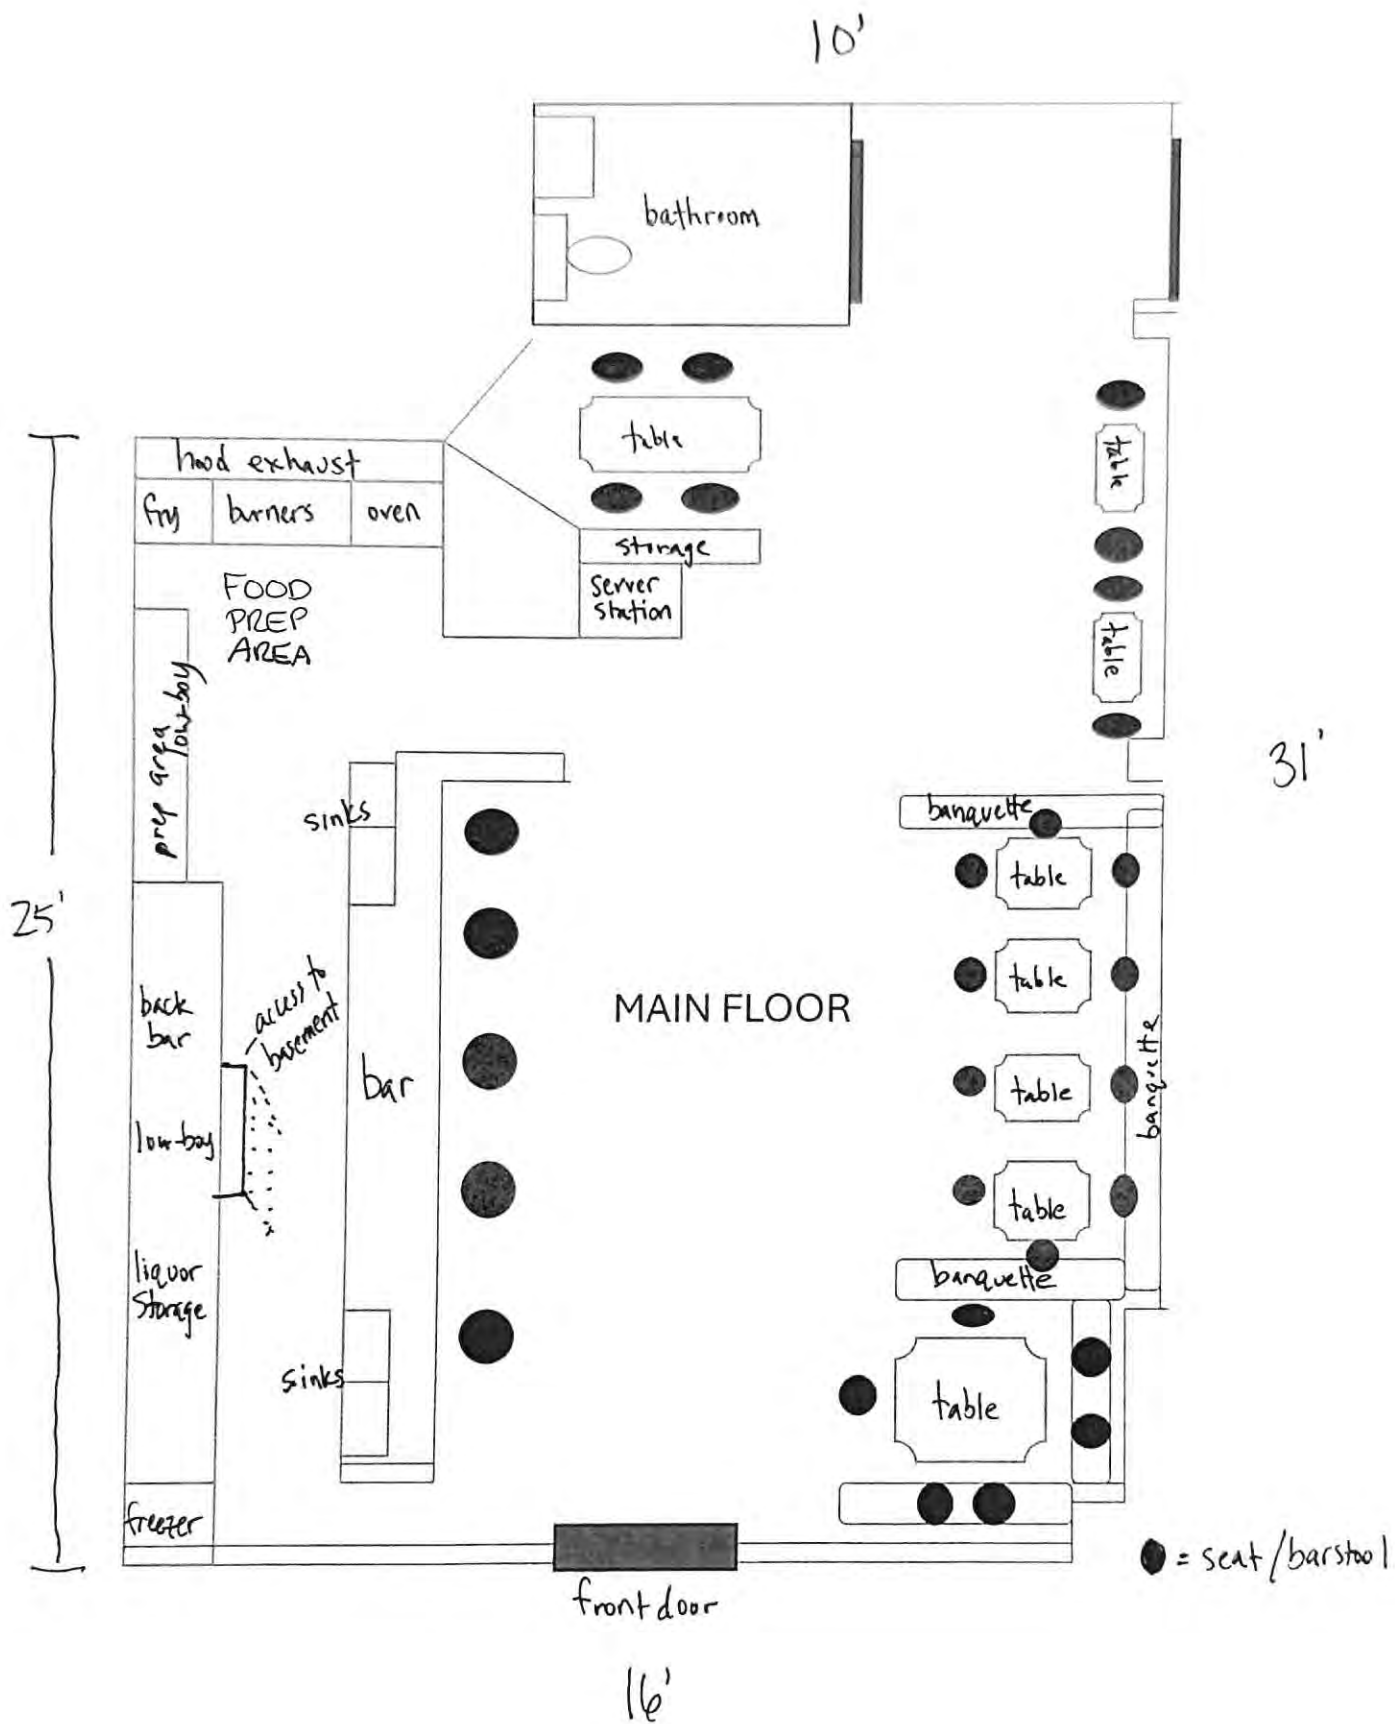 10'
bathroom
table
hood exhaust
fry
burners
oven
storage
server
station
FOOD
PREP
AREA
table
table
prep area
low-boy
sinks
31'
banquette
table
25'
back
bar
access to
basement
MAIN FLOOR
table
bar
table
banquette
low-boy
table
liquor
Storage
banquette
sinks
table
freezer
front door
= seat/barstool
16'